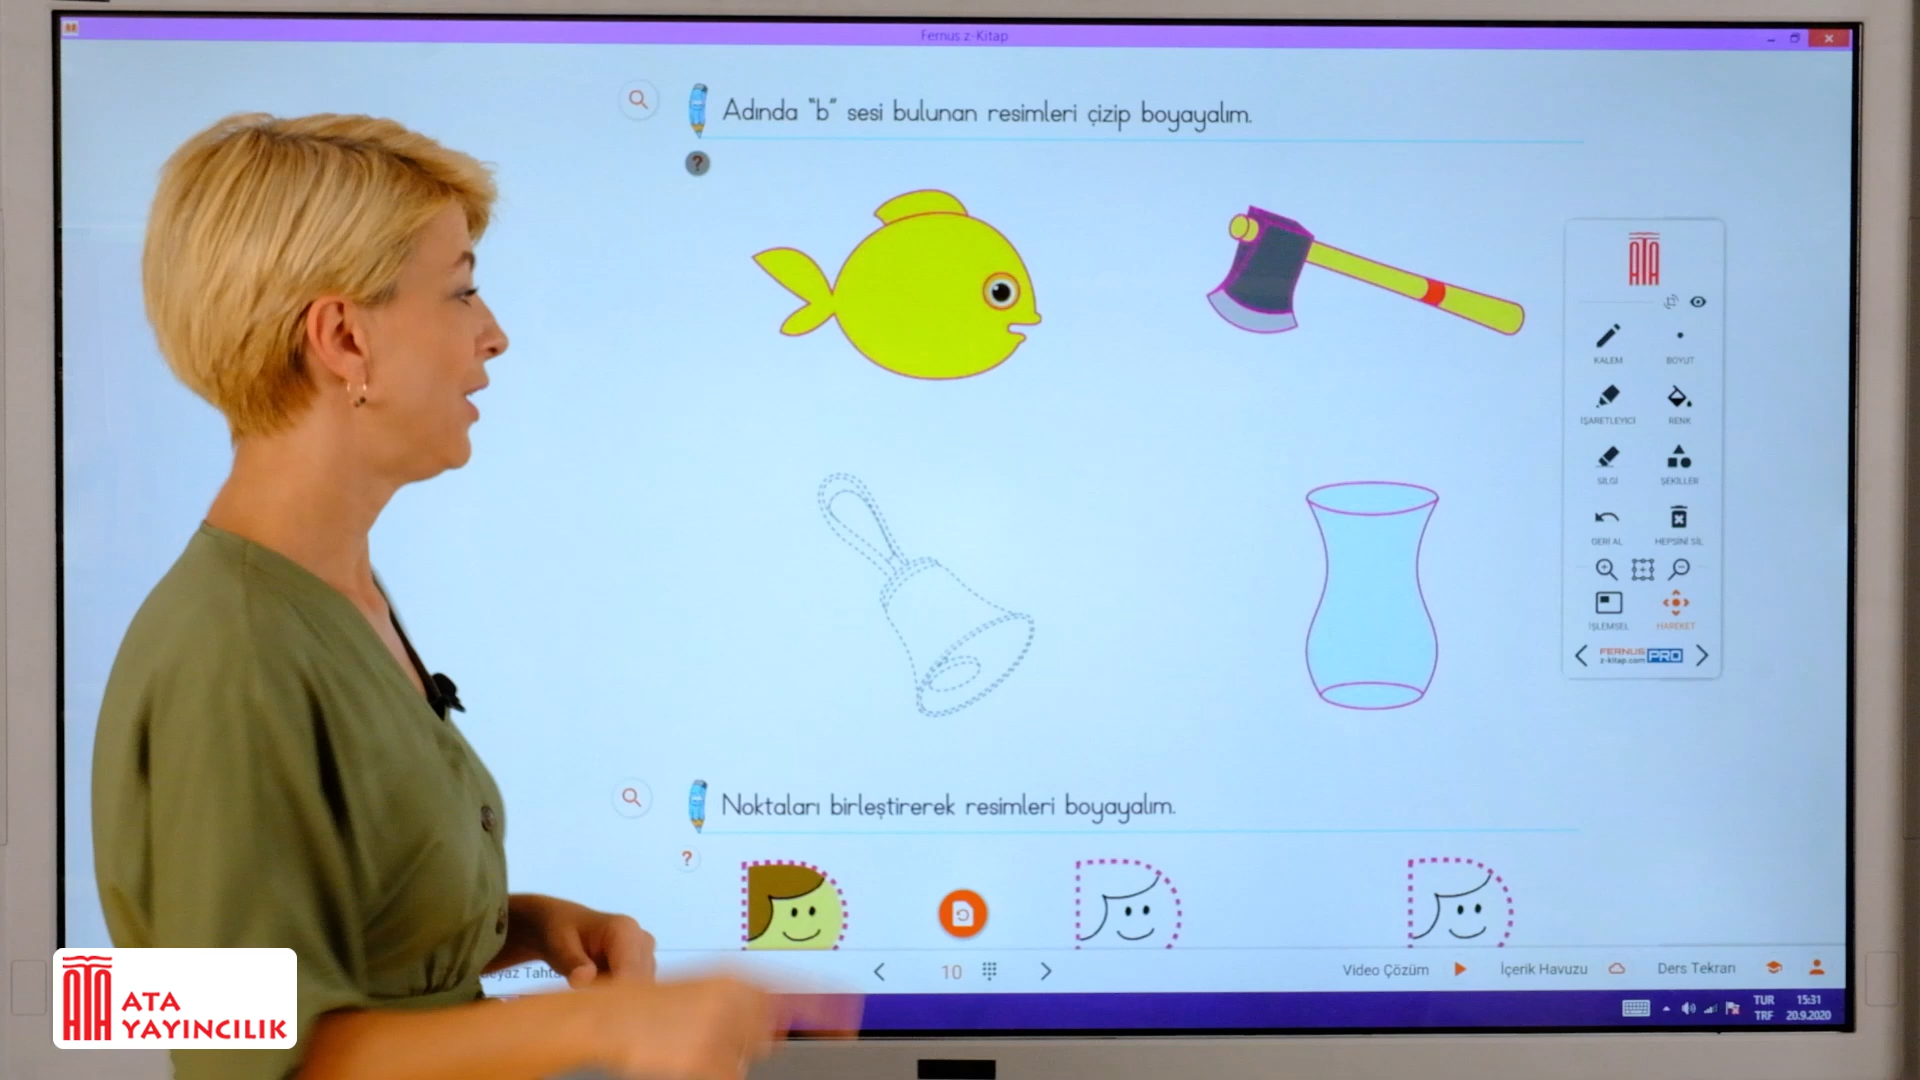 Fernus z-Kitap
Adında "b" sesi bulunan resimleri çizip boyayalım.
?
ATA
KALEM
BOYUT
İŞARETLEYİCİ
RENK
SİLGİ
ŞEKİLLER
GERİ AL
HEPSİNİ SİL
İŞLEMSEL
HAREKET
FERNUS PRO
z-kitap.com
Noktaları birleştirerek resimleri boyayalım.
?
10
Video Çözüm
İçerik Havuzu
Ders Tekrarı
TUR
TRF
15:31
20.9.2020
ATA
YAYINCILIK